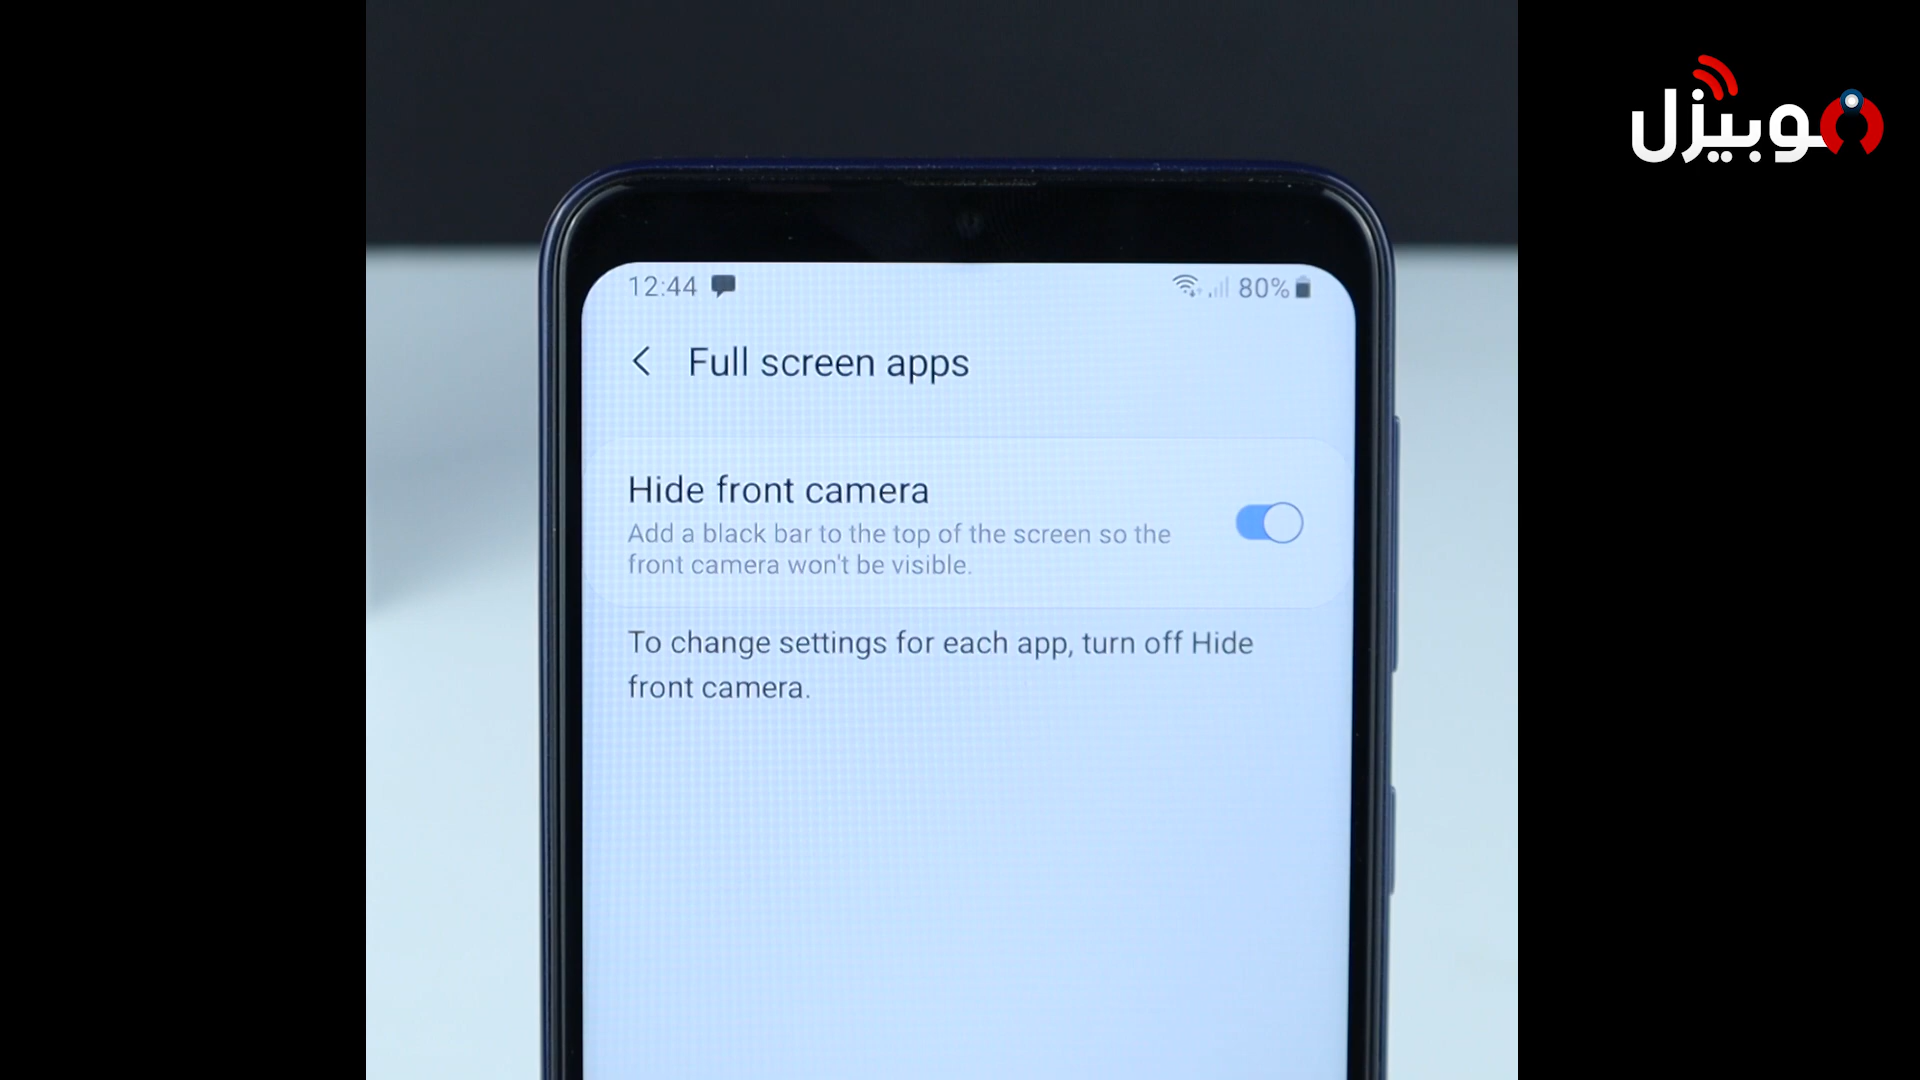 موبيزل
12:44
80%
Full screen apps
Hide front camera
Add a black bar to the top of the screen so the
front camera won't be visible.
To change settings for each app, turn off Hide
front camera.